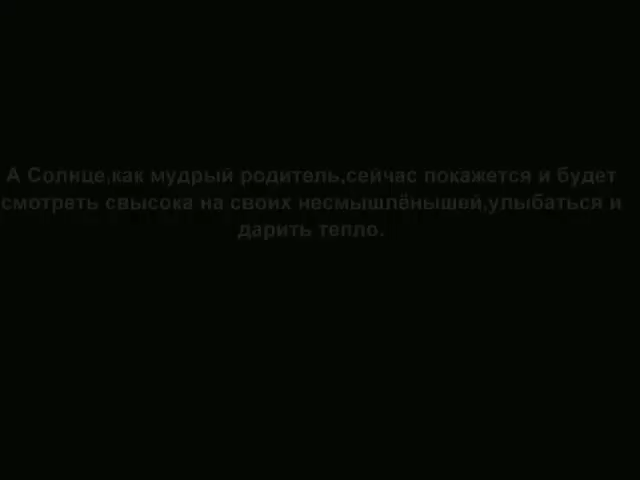 А Солнце,как мудрый родитель,сейчас покажется и будет
смотреть свысока на своих несмышлёнышей,улыбаться и
дарить тепло.